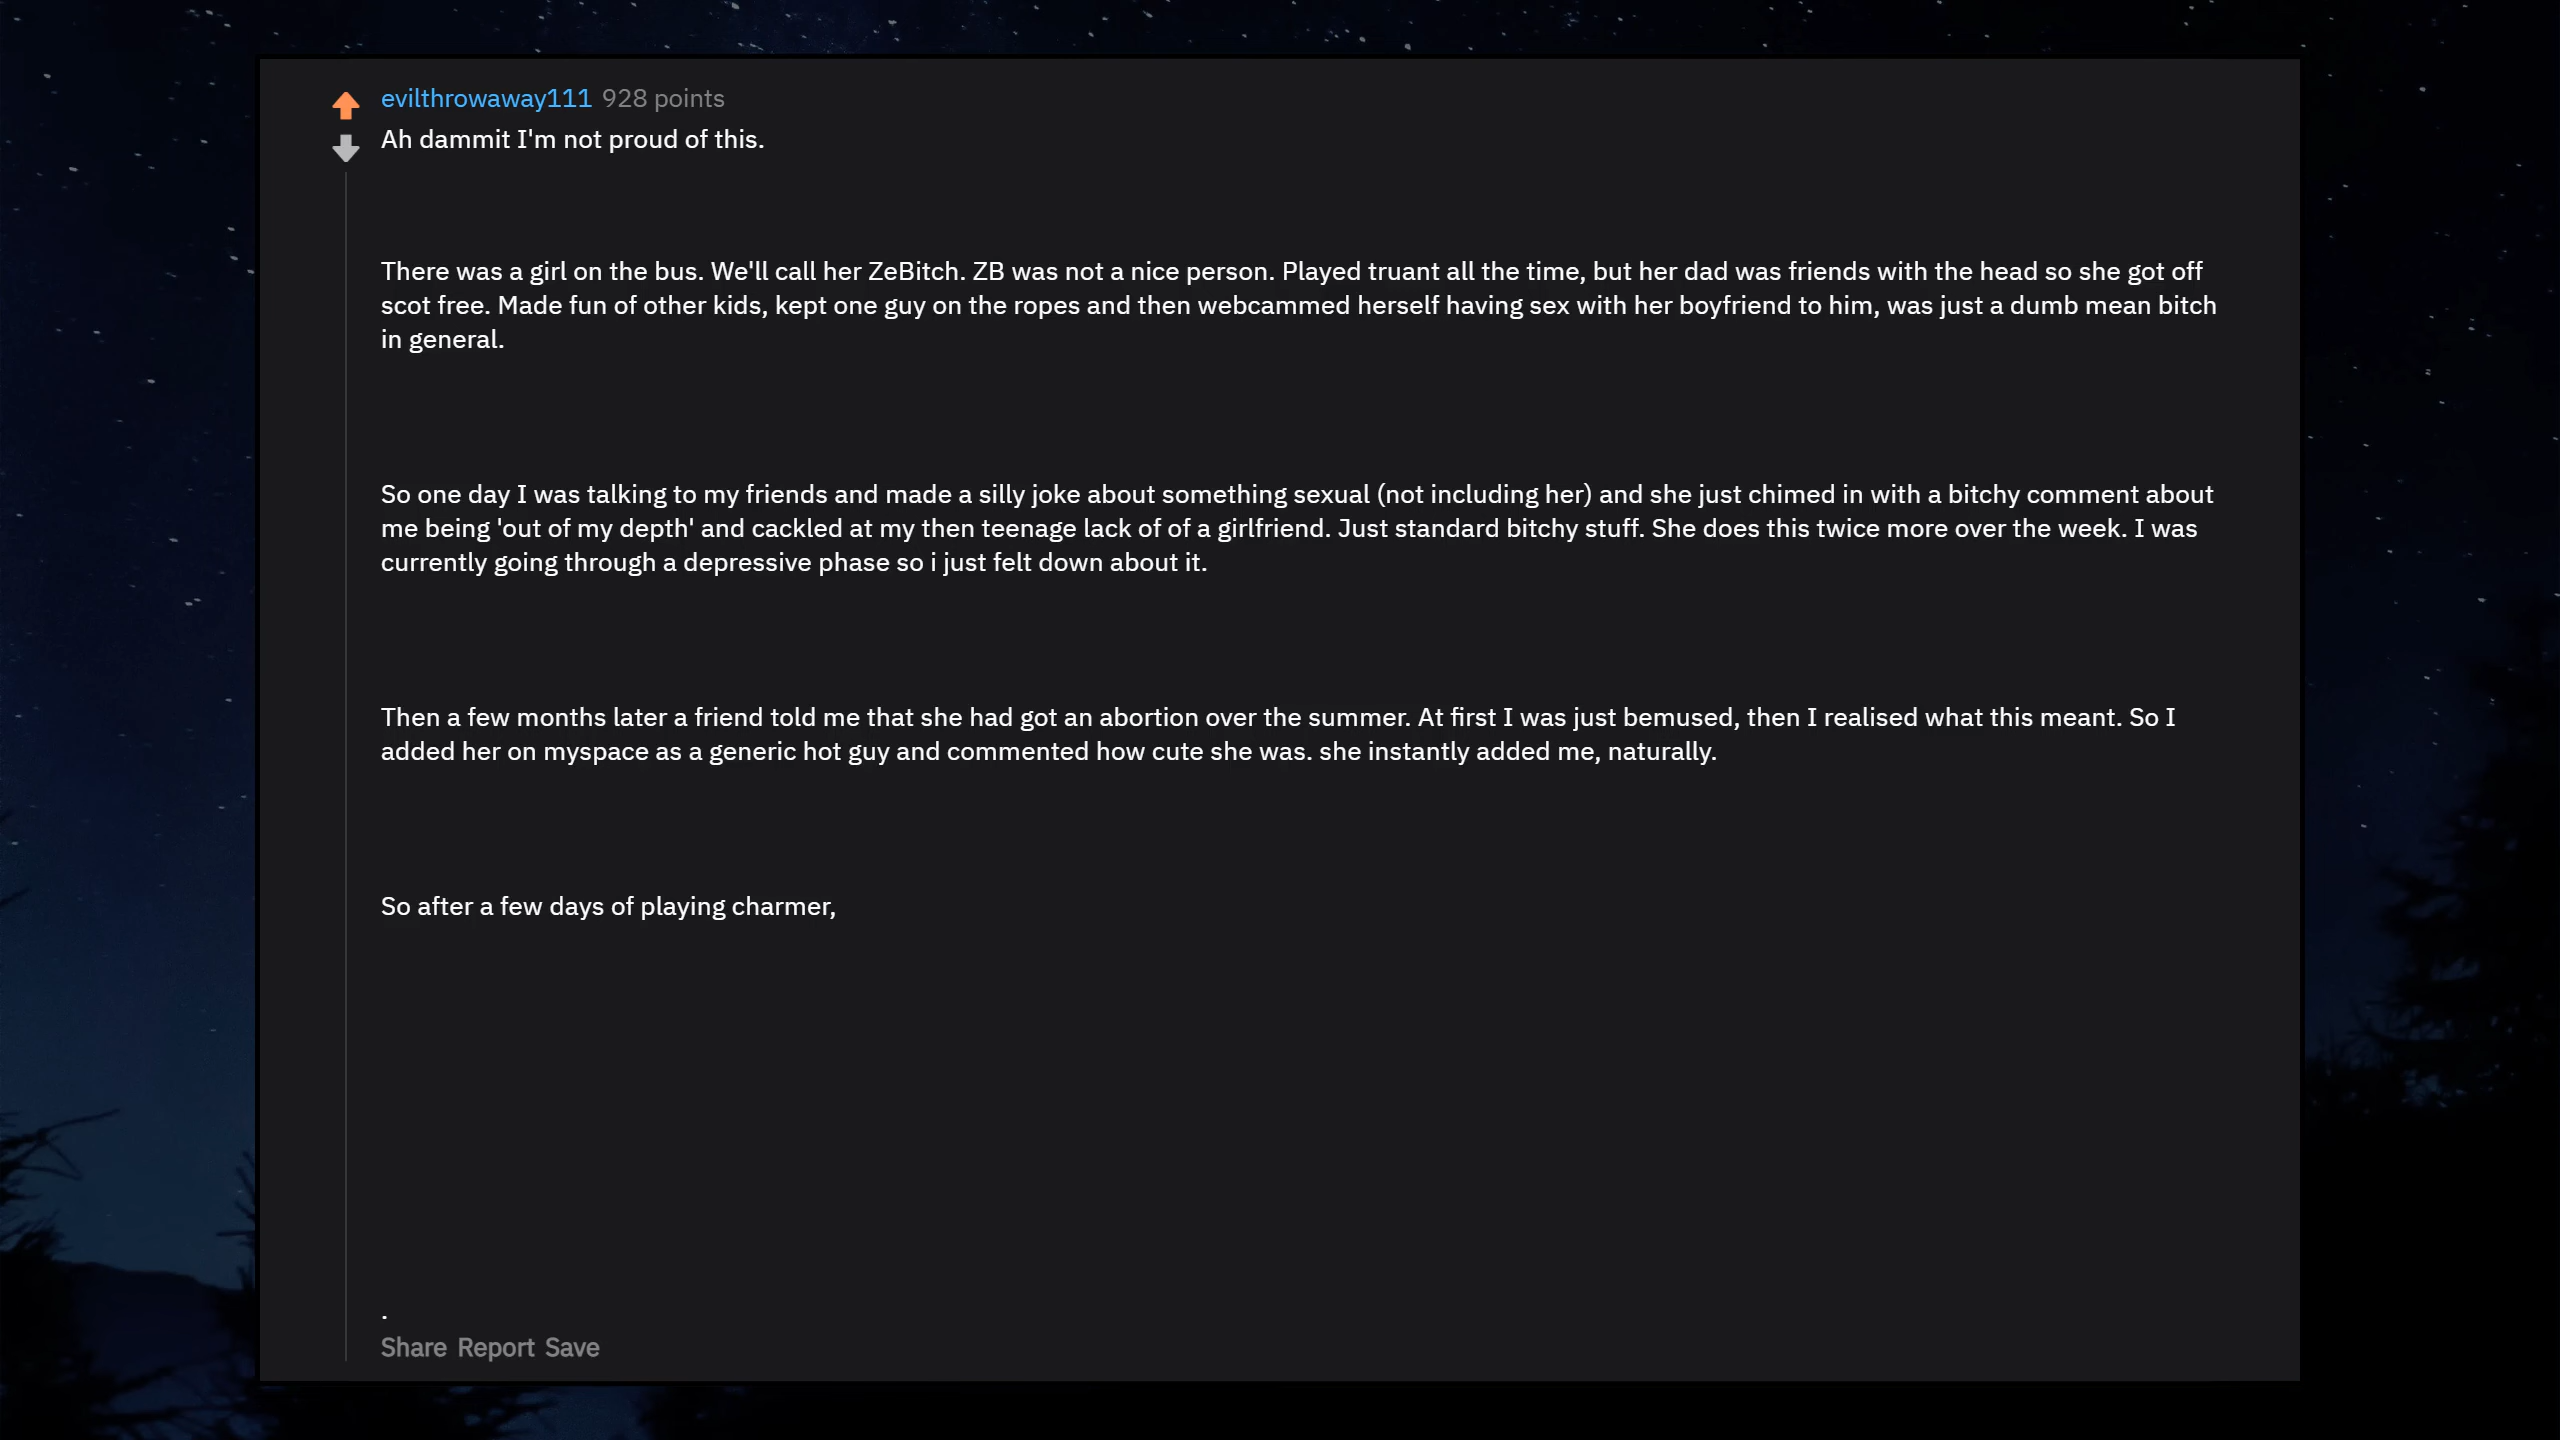 evilthrowaway111 928 points
Ah dammit I'm not proud of this.
There was a girl on the bus. We'll call her ZeBitch. ZB was not a nice person. Played truant all the time, but her dad was friends with the head so she got off
scot free. Made fun of other kids, kept one guy on the ropes and then webcammed herself having sex with her boyfriend to him, was just a dumb mean bitch
in general.
So one day I was talking to my friends and made a silly joke about something sexual (not including her) and she just chimed in with a bitchy comment about
me being 'out of my depth' and cackled at my then teenage lack of of a girlfriend. Just standard bitchy stuff. She does this twice more over the week. I was
currently going through a depressive phase so i just felt down about it.
Then a few months later a friend told me that she had got an abortion over the summer. At first I was just bemused, then I realised what this meant. So I
added her on myspace as a generic hot guy and commented how cute she was. she instantly added me, naturally.
So after a few days of playing charmer,
.
Share Report Save